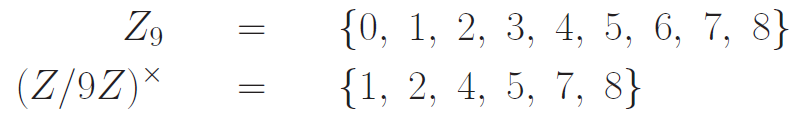 Z₉ = {0, 1, 2, 3, 4, 5, 6, 7, 8}
(Z/9Z)× = {1, 2, 4, 5, 7, 8}